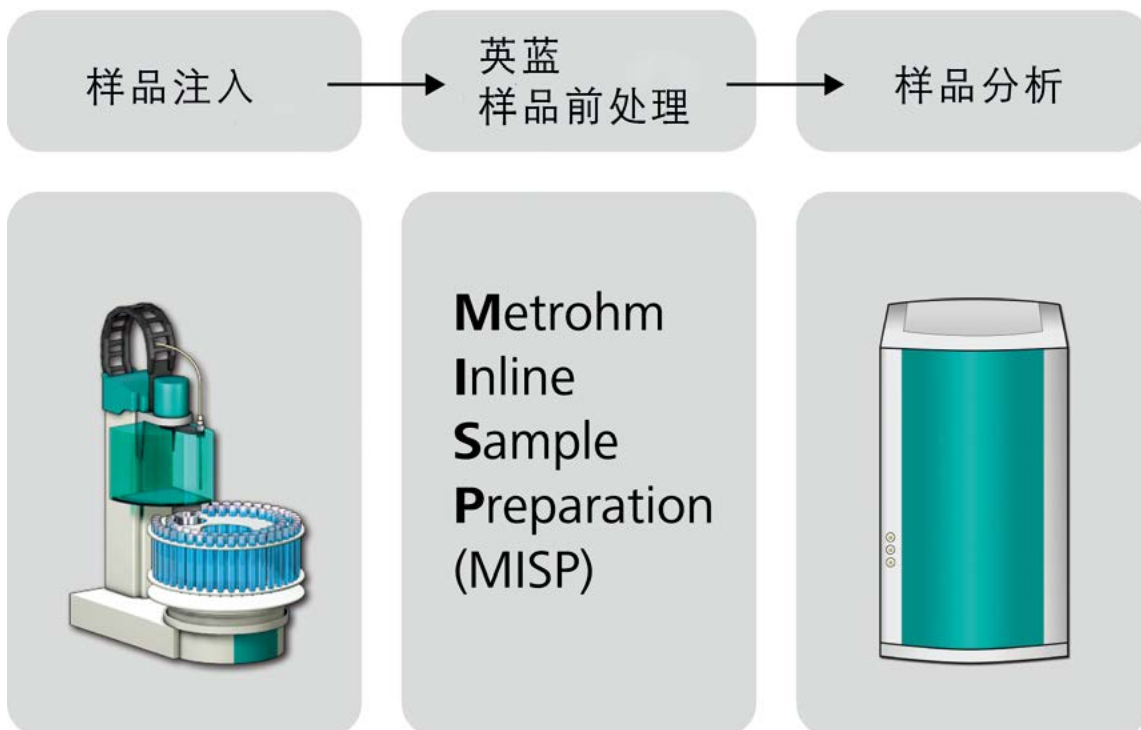 样品注入
英蓝
样品前处理
样品分析
Metrohm
Inline
Sample
Preparation
(MISP)